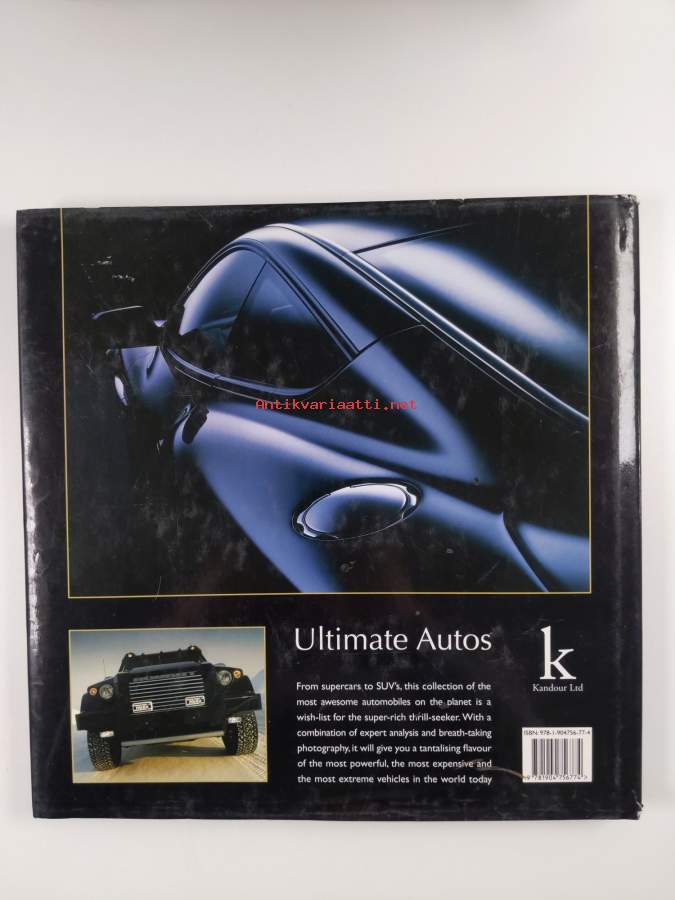 Antikvariaatti.net
Ultimate Autos
From supercars to SUV's, this collection of the
most awesome automobiles on the planet is a
wish-list for the super-rich thrill-seeker. With a
combination of expert analysis and breath-taking
photography, it will give you a tantalising flavour
of the most powerful, the most expensive and
the most extreme vehicles in the world today
k
Kandour Ltd
ISBN: 978-1-904756-77-4
9 781904 756774 >